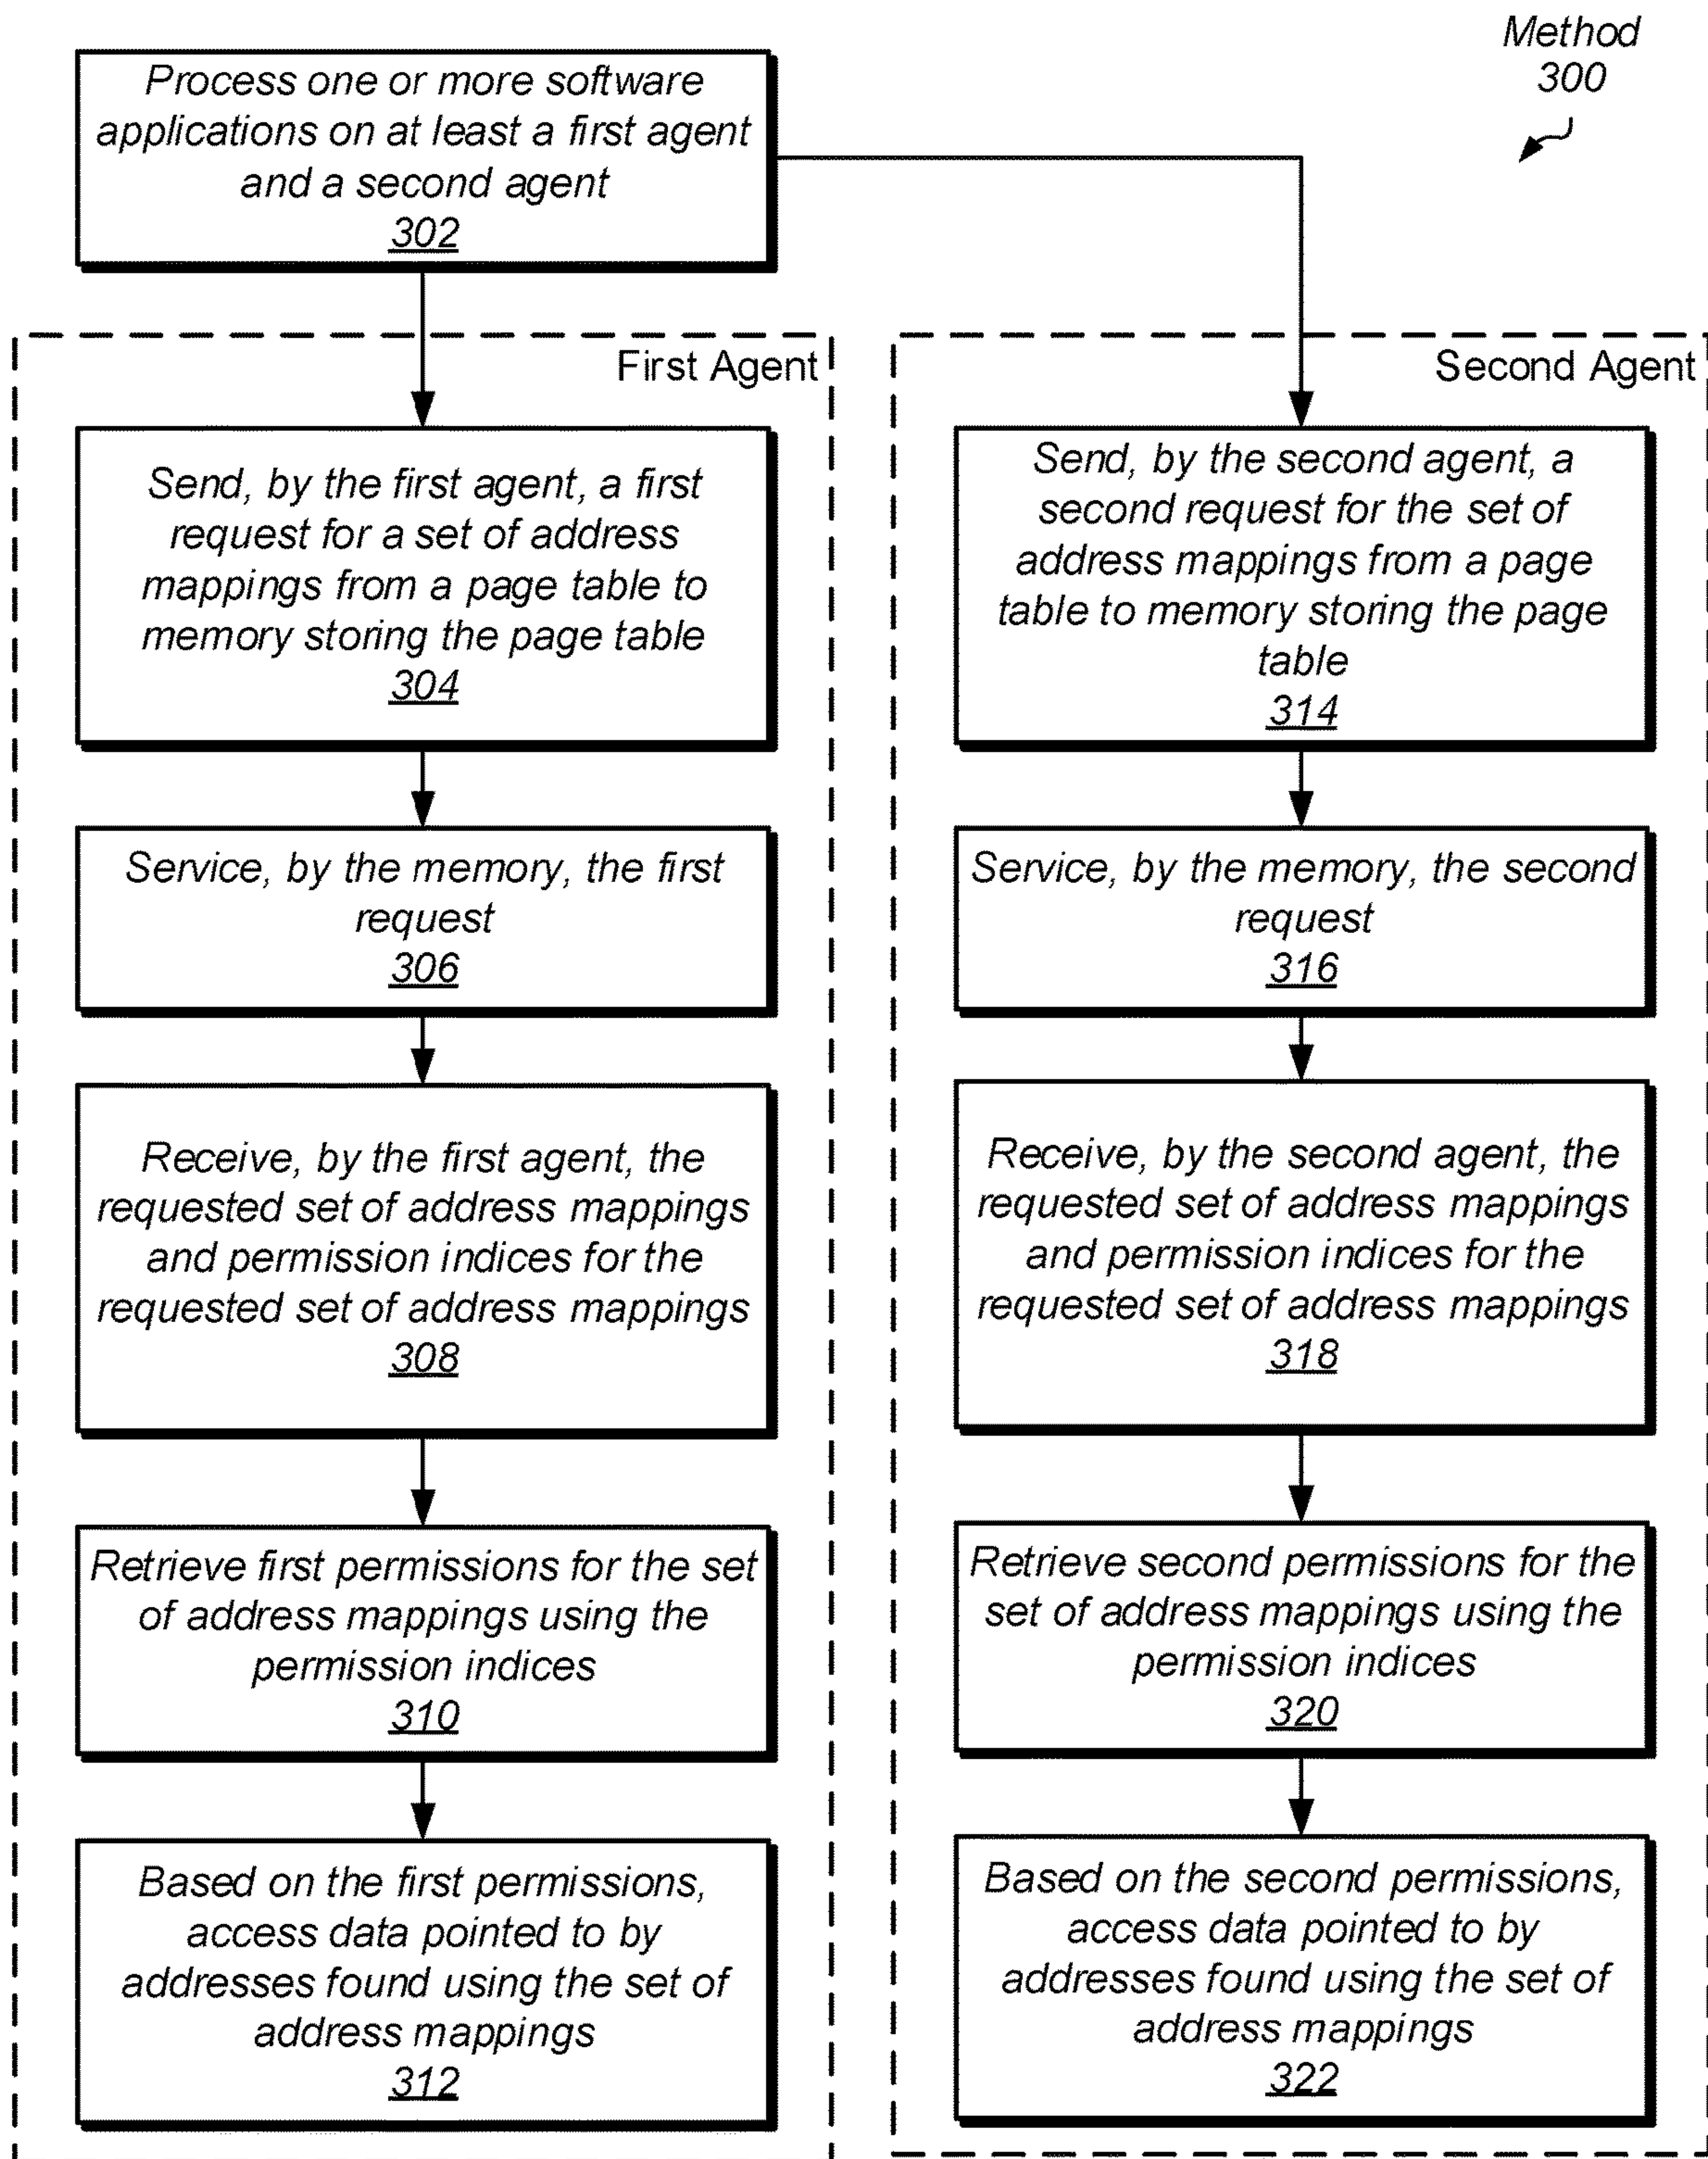 Method
300
Process one or more software
applications on at least a first agent
and a second agent
302
First Agent
Send, by the first agent, a first
request for a set of address
mappings from a page table to
memory storing the page table
304
Service, by the memory, the first
request
306
Receive, by the first agent, the
requested set of address mappings
and permission indices for the
requested set of address mappings
308
Retrieve first permissions for the set
of address mappings using the
permission indices
310
Based on the first permissions,
access data pointed to by
addresses found using the set of
address mappings
312
Second Agent
Send, by the second agent, a
second request for the set of
address mappings from a page
table to memory storing the page
table
314
Service, by the memory, the second
request
316
Receive, by the second agent, the
requested set of address mappings
and permission indices for the
requested set of address mappings
318
Retrieve second permissions for the
set of address mappings using the
permission indices
320
Based on the second permissions,
access data pointed to by
addresses found using the set of
address mappings
322